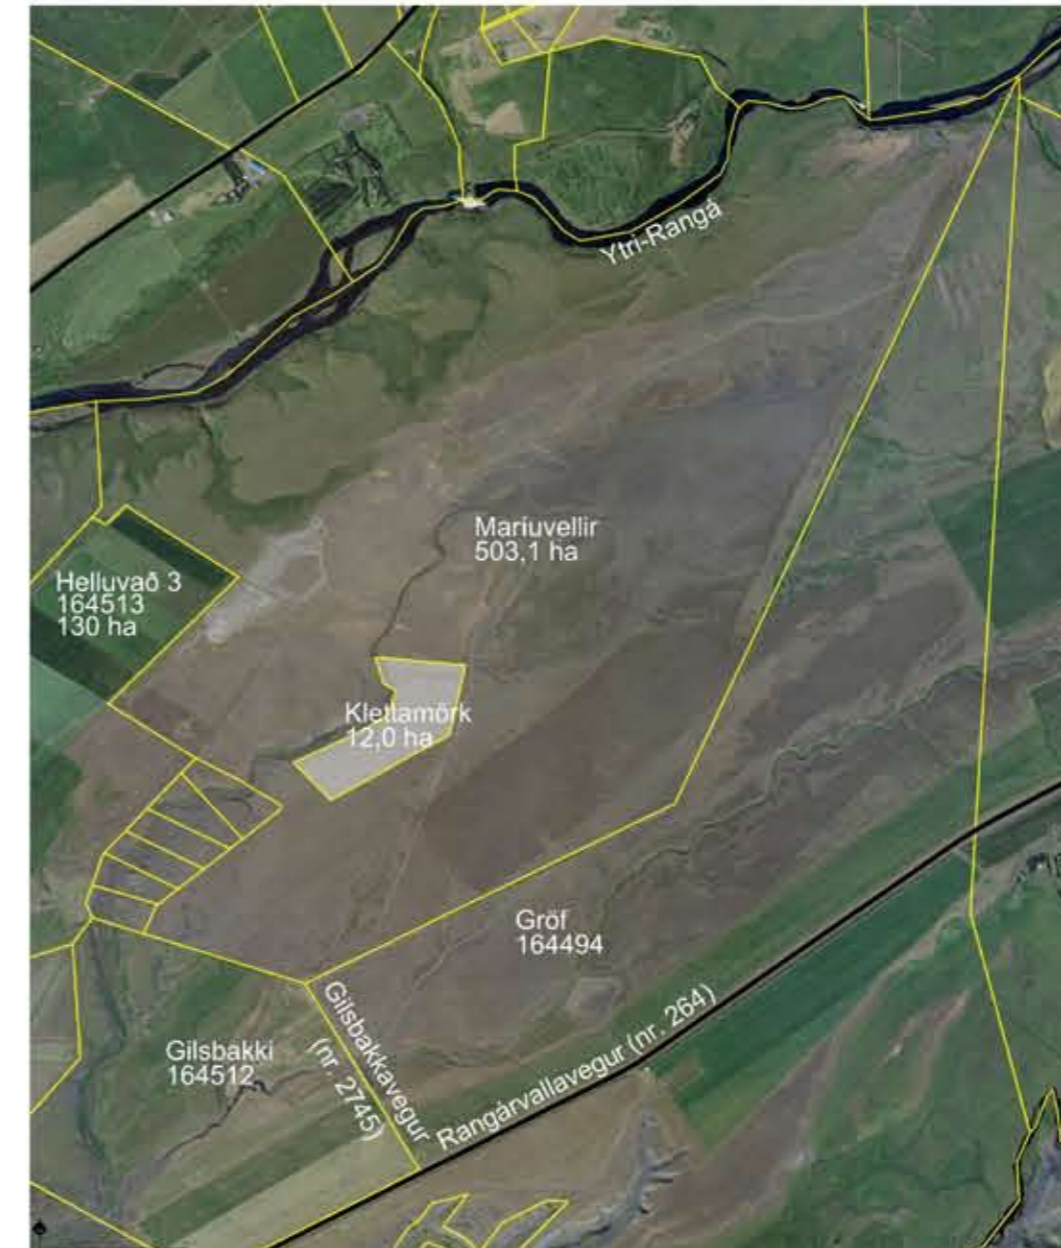 Ytri-Rangá
Mariuvellir
503,1 ha
Helluvað 3
164513
130 ha
Klettamörk
12,0 ha
Gröf
164494
Gilsbakkavegur
(nr. 2745)
Gilsbakki
164512
Rangárvallavegur (nr. 264)